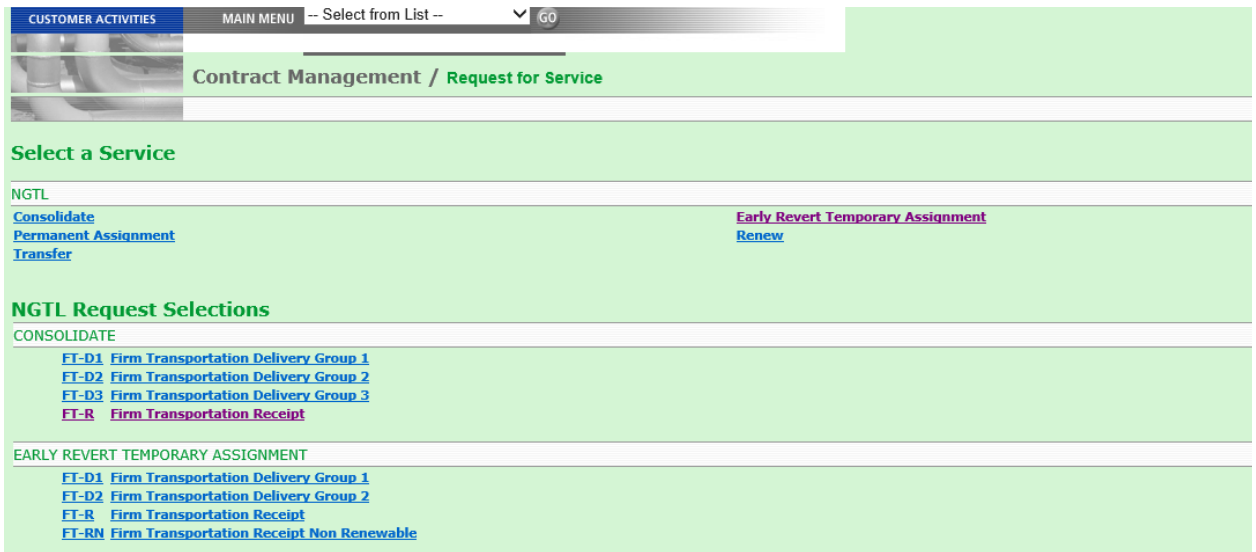 CUSTOMER ACTIVITIES MAIN MENU -- Select from List -- GO
Contract Management / Request for Service
Select a Service
NGTL
Consolidate Early Revert Temporary Assignment
Permanent Assignment Renew
Transfer
NGTL Request Selections
CONSOLIDATE
FT-D1 Firm Transportation Delivery Group 1
FT-D2 Firm Transportation Delivery Group 2
FT-D3 Firm Transportation Delivery Group 3
FT-R Firm Transportation Receipt
EARLY REVERT TEMPORARY ASSIGNMENT
FT-D1 Firm Transportation Delivery Group 1
FT-D2 Firm Transportation Delivery Group 2
FT-R Firm Transportation Receipt
FT-RN Firm Transportation Receipt Non Renewable